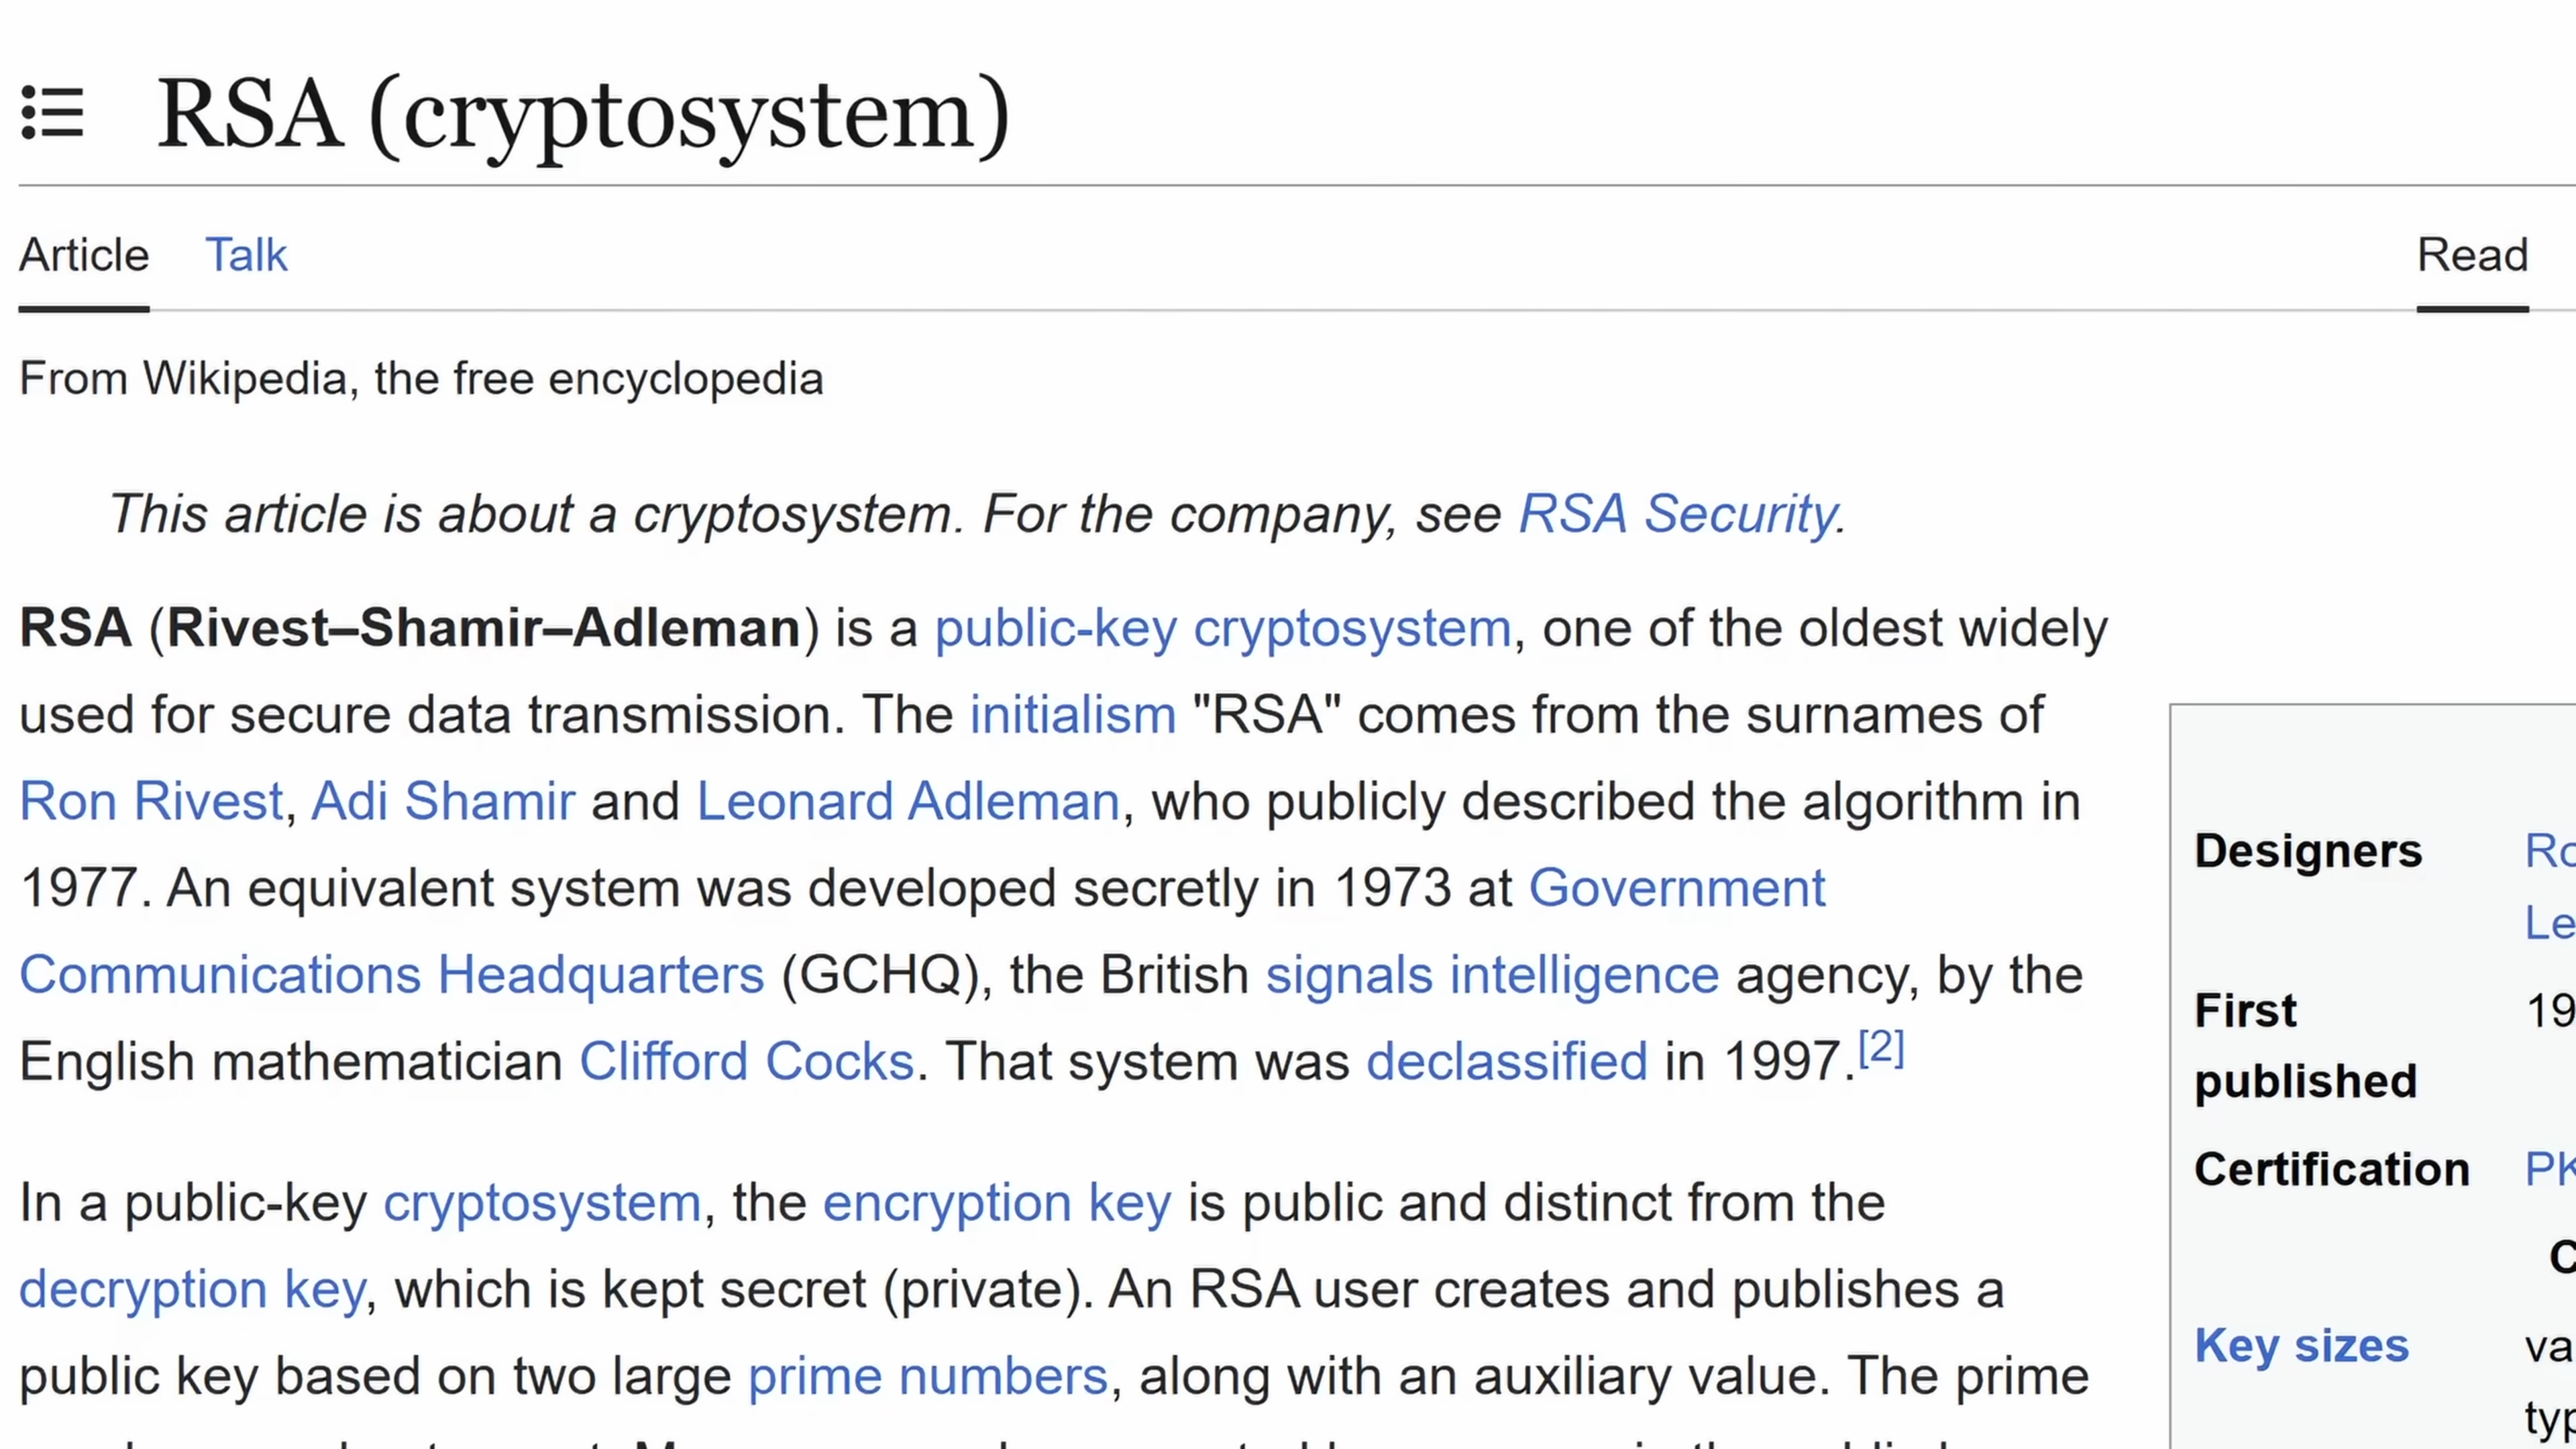 RSA (cryptosystem)
Article Talk Read
From Wikipedia, the free encyclopedia
This article is about a cryptosystem. For the company, see RSA Security.
RSA (Rivest–Shamir–Adleman) is a public-key cryptosystem, one of the oldest widely
used for secure data transmission. The initialism "RSA" comes from the surnames of
Ron Rivest, Adi Shamir and Leonard Adleman, who publicly described the algorithm in
1977. An equivalent system was developed secretly in 1973 at Government
Communications Headquarters (GCHQ), the British signals intelligence agency, by the
English mathematician Clifford Cocks. That system was declassified in 1997.[2]
In a public-key cryptosystem, the encryption key is public and distinct from the
decryption key, which is kept secret (private). An RSA user creates and publishes a
public key based on two large prime numbers, along with an auxiliary value. The prime
Designers
First
published
Certification
Key sizes